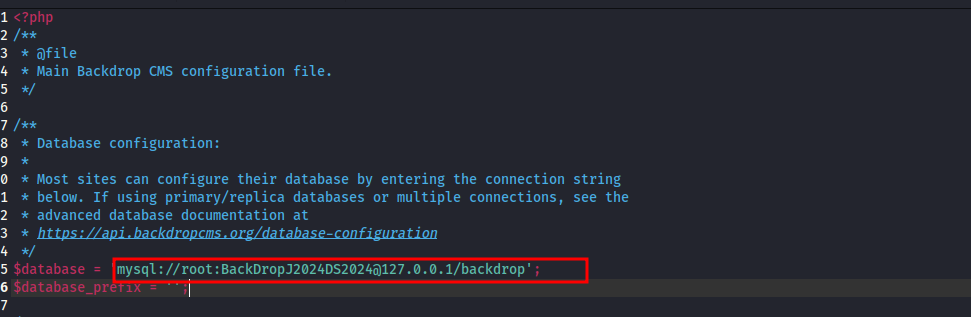 1 <?php
2 /**
3  * @file
4  * Main Backdrop CMS configuration file.
5  */
6
7 /**
8  * Database configuration:
9  *
0  * Most sites can configure their database by entering the connection string
1  * below. If using primary/replica databases or multiple connections, see the
2  * advanced database documentation at
3  * https://api.backdropcms.org/database-configuration
4  */
5 $database = 'mysql://root:BackDropJ2024DS2024@127.0.0.1/backdrop';
6 $database_prefix = '';
7